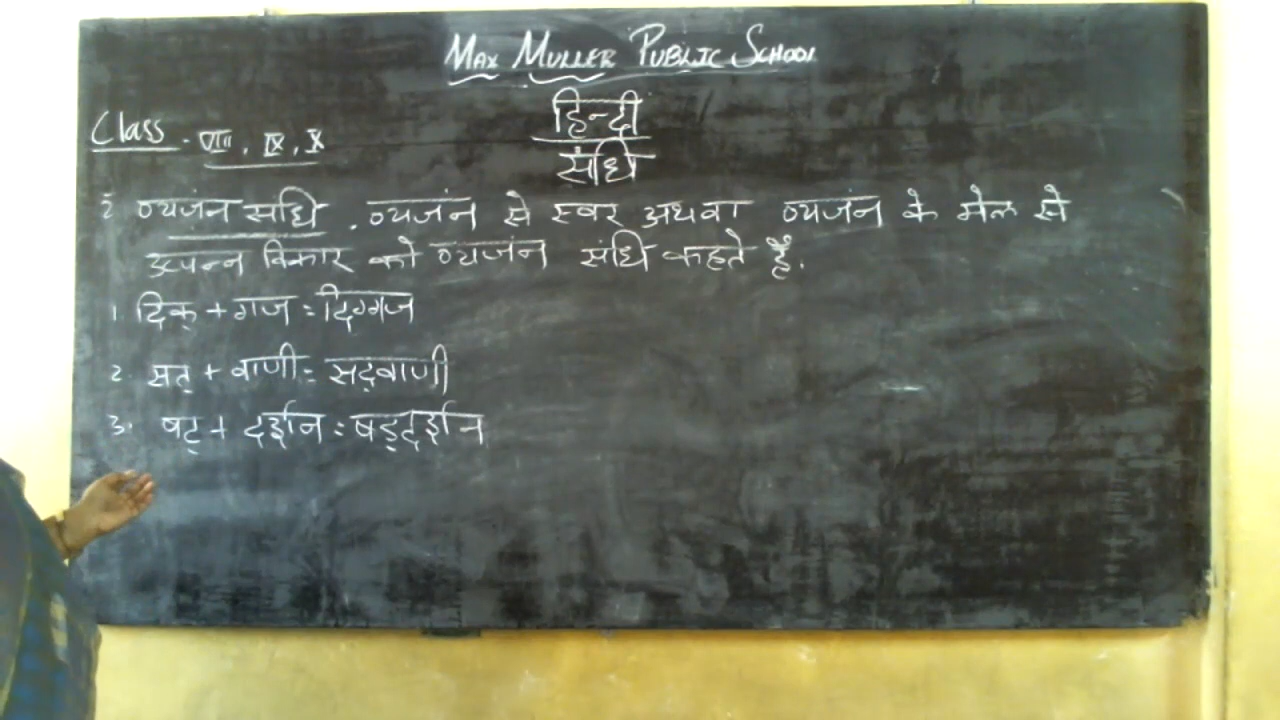 MAX MULLER PUBLIC SCHOOL
हिन्दी
Class - VIII, IX, X
संधि
2 व्यजंन संधि . व्यजंन से स्वर अथवा व्यजंन के मेल से
उत्पन्न विकार को व्यजंन संधि कहते हैं.
1. दिक् + गज = दिग्गज
2. सत् + वाणी = सद्वाणी
3. षट् + दर्शन = षड्दर्शन